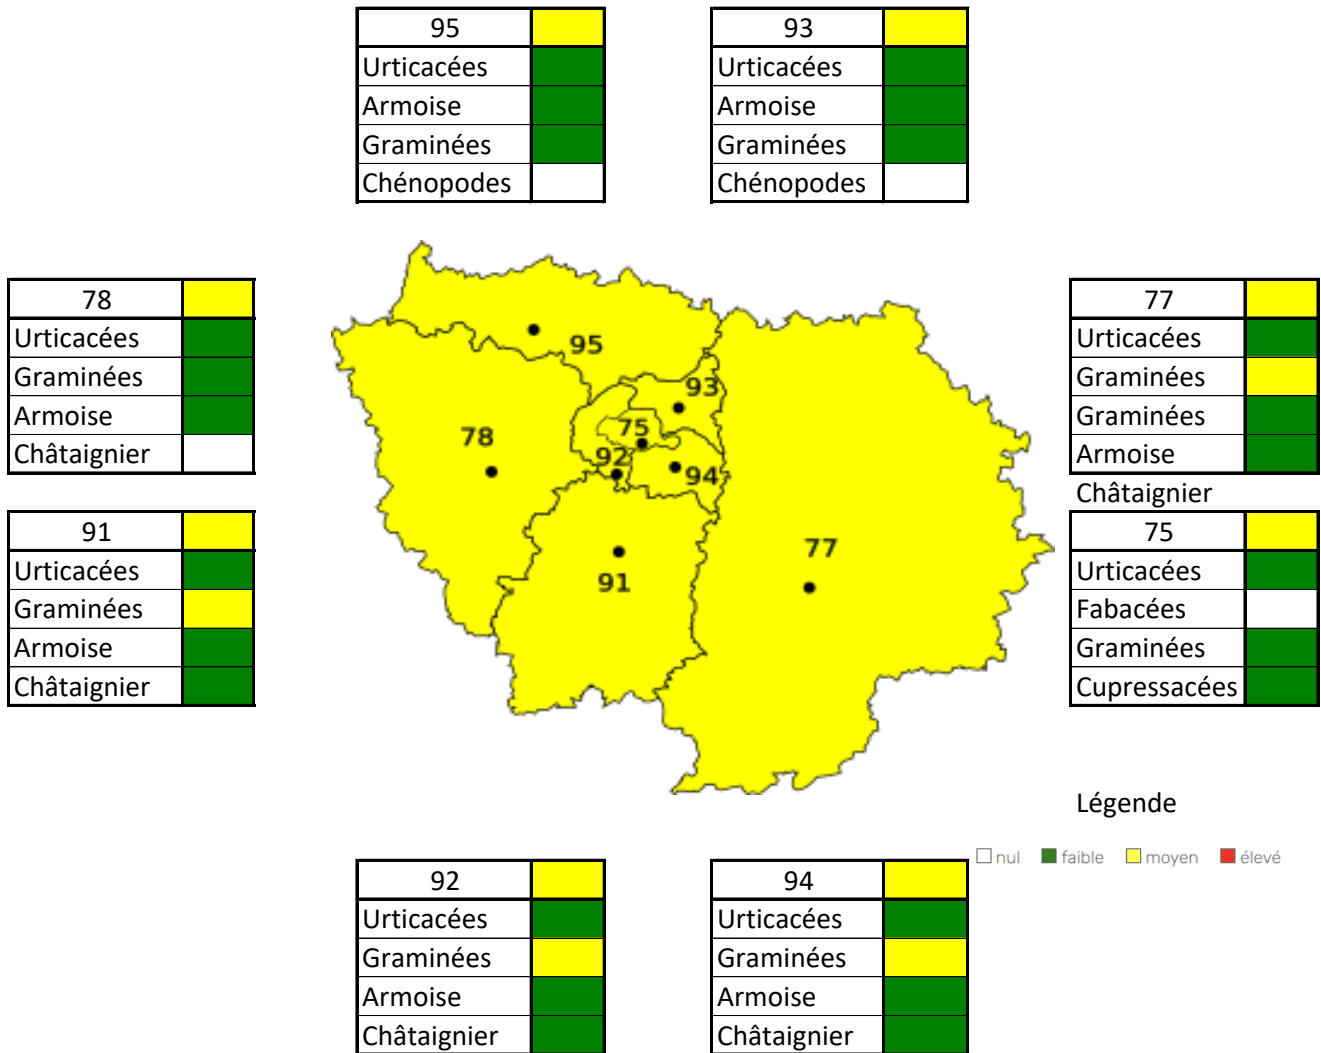 95
Urticacées
Armoise
Graminées
Chénopodes
93
Urticacées
Armoise
Graminées
Chénopodes
78
Urticacées
Graminées
Armoise
Châtaignier
91
Urticacées
Graminées
Armoise
Châtaignier
95
93
75
78
92
94
77
91
77
Urticacées
Graminées
Graminées
Armoise
Châtaignier
75
Urticacées
Fabacées
Graminées
Cupressacées
Légende
nul faible moyen élevé
92
Urticacées
Graminées
Armoise
Châtaignier
94
Urticacées
Graminées
Armoise
Châtaignier